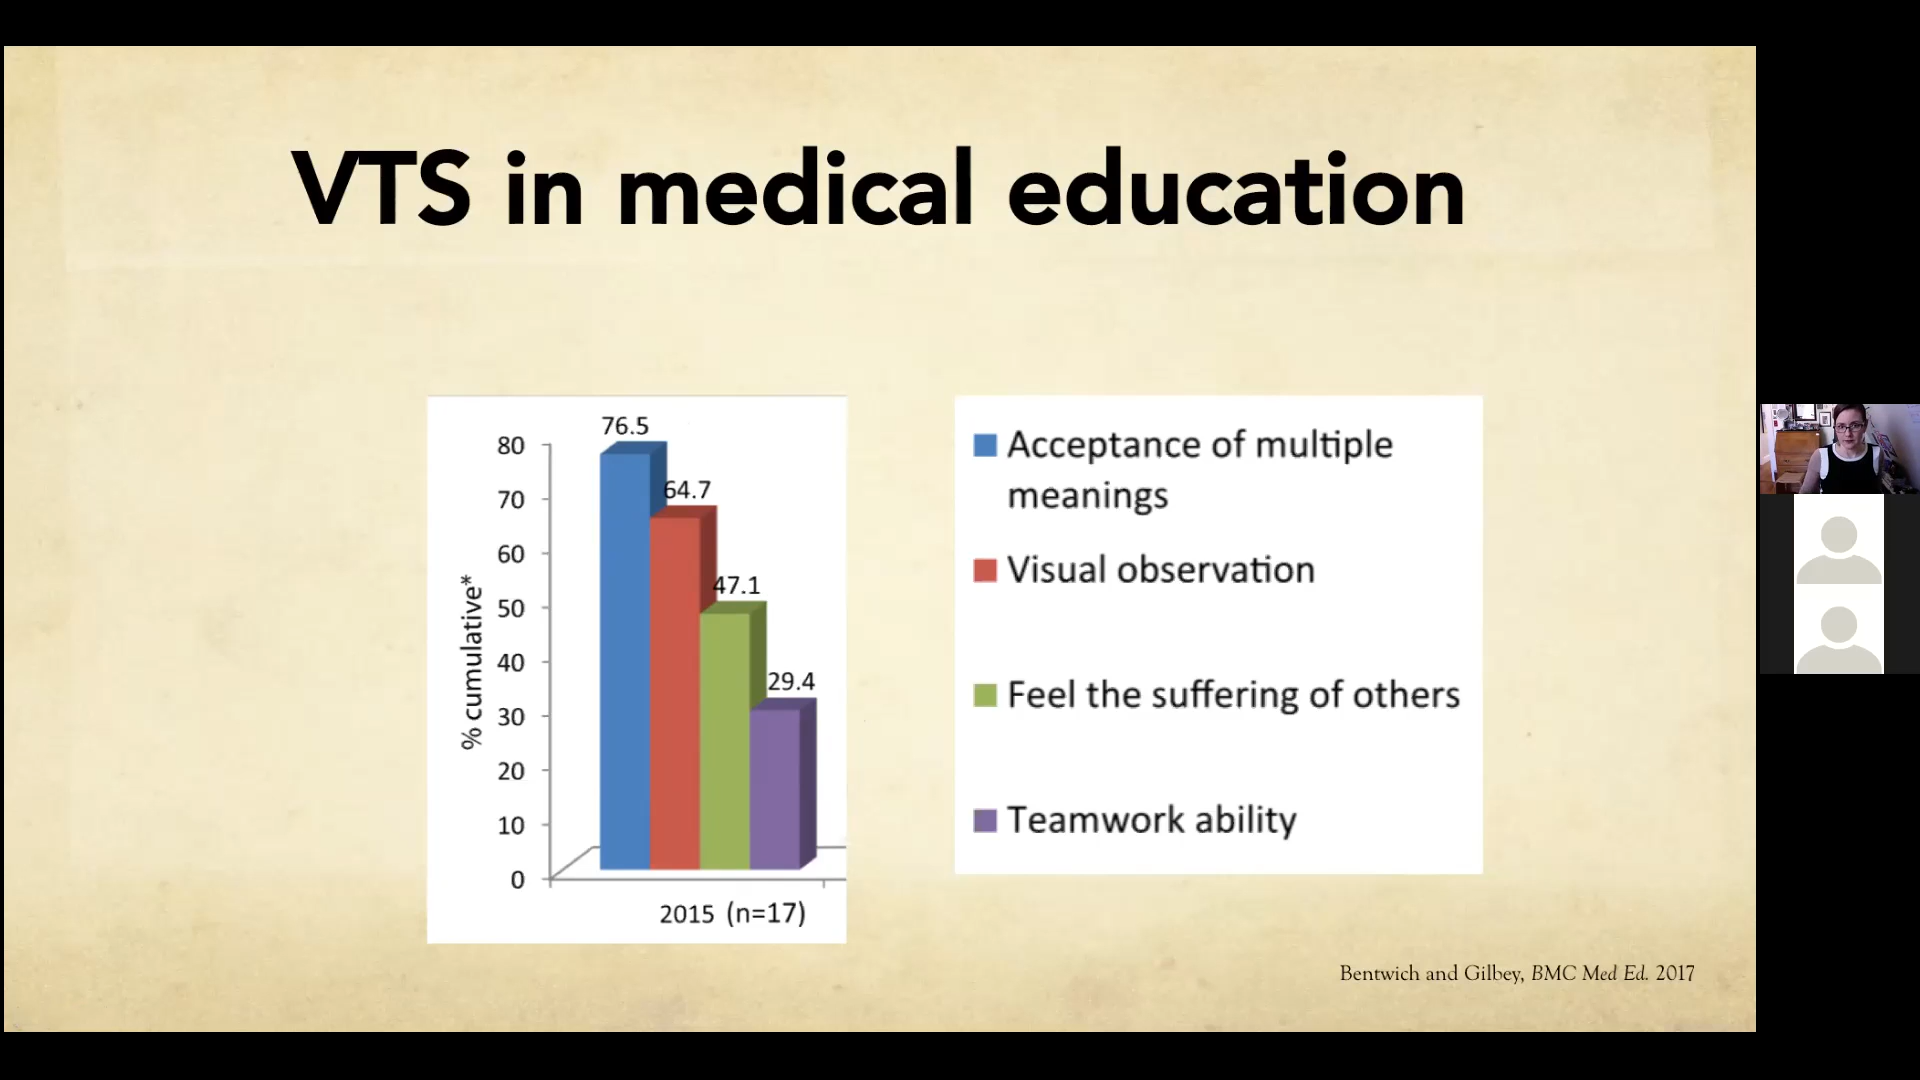 VTS in medical education
76.5
64.7
47.1
29.4
80
70
60
50
40
30
20
10
0
% cumulative*
2015 (n=17)
Acceptance of multiple
meanings
Visual observation
Feel the suffering of others
Teamwork ability
Bentwich and Gilbey, BMC Med Ed. 2017